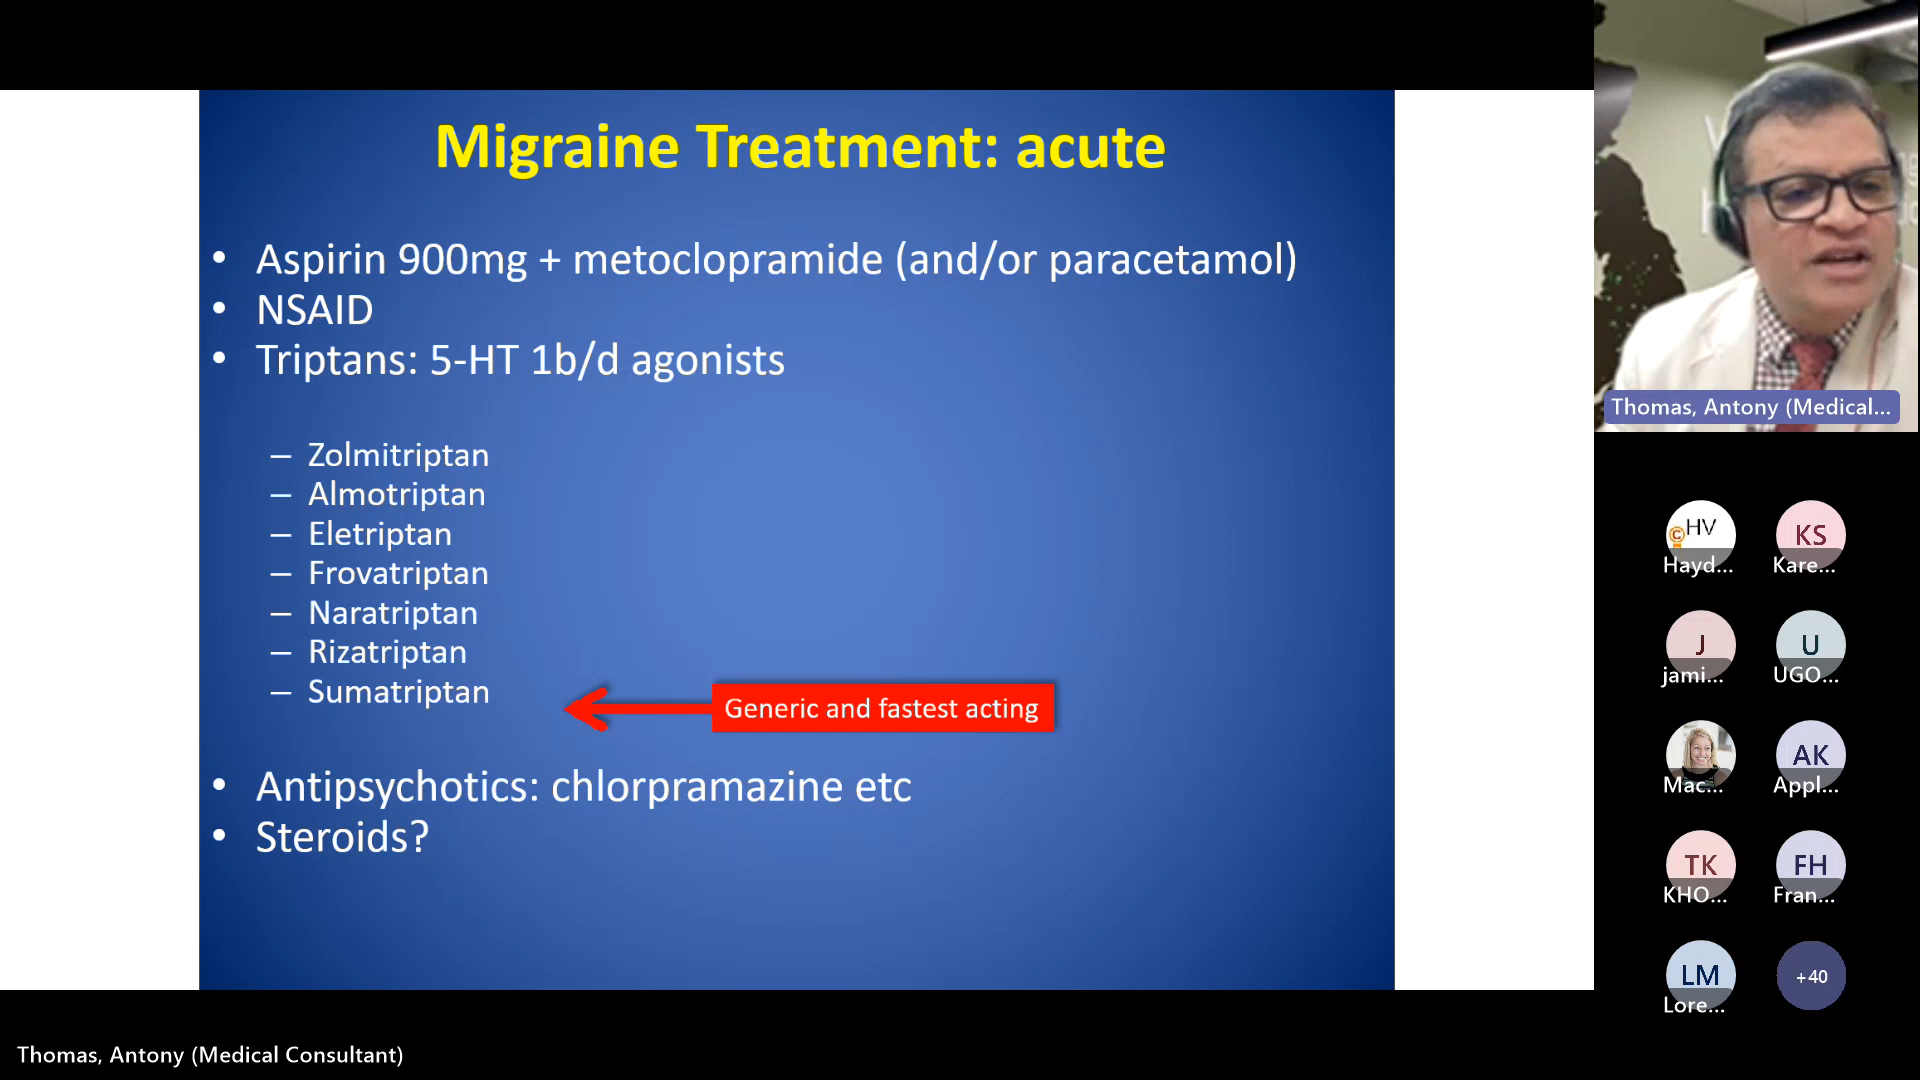 Migraine Treatment: acute
• Aspirin 900mg + metoclopramide (and/or paracetamol)
• NSAID
• Triptans: 5-HT 1b/d agonists
– Zolmitriptan
– Almotriptan
– Eletriptan
– Frovatriptan
– Naratriptan
– Rizatriptan
– Sumatriptan
Generic and fastest acting
• Antipsychotics: chlorpramazine etc
• Steroids?
Thomas, Antony (Medical...
HV
Hayd...
KS
Kare...
J
jami...
U
UGO...
Mac...
AK
Appl...
TK
KHO...
FH
Fran...
LM
Lore...
+40
Thomas, Antony (Medical Consultant)